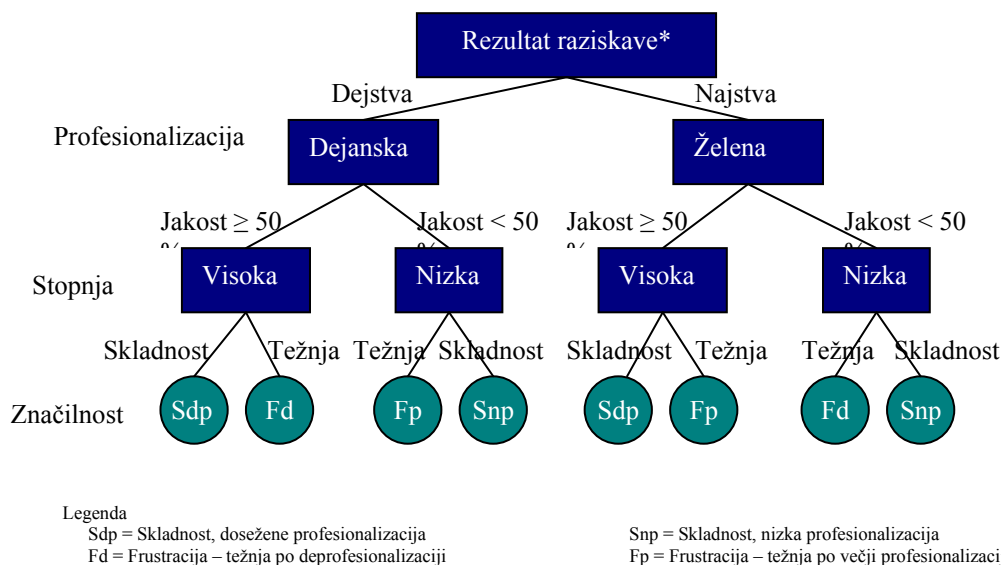 Rezultat raziskave*
Dejstva Najstva
Profesionalizacija Dejanska Želena
Jakost ≥ 50 % Jakost < 50 % Jakost ≥ 50 % Jakost < 50 %
Stopnja Visoka Nizka Visoka Nizka
Skladnost Težnja Težnja Skladnost Skladnost Težnja Težnja Skladnost
Značilnost Sdp Fd Fp Snp Sdp Fp Fd Snp
Legenda
Sdp = Skladnost, dosežene profesionalizacija Snp = Skladnost, nizka profesionalizacija
Fd = Frustracija – težnja po deprofesionalizaciji Fp = Frustracija – težnja po večji profesionalizaci